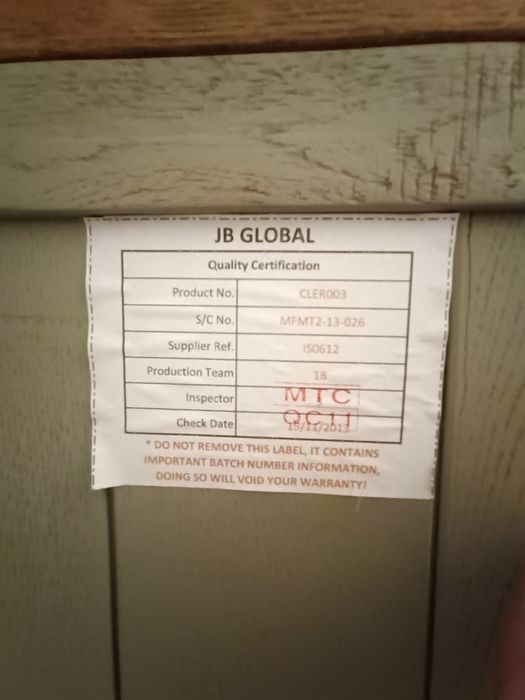 JB GLOBAL
Quality Certification
Product No. CLER003
S/C No. MFMT2-13-026
Supplier Ref. IS0612
Production Team 18
Inspector MTC
QC11
Check Date 15/11/2013
* DO NOT REMOVE THIS LABEL, IT CONTAINS
IMPORTANT BATCH NUMBER INFORMATION,
DOING SO WILL VOID YOUR WARRANTY!